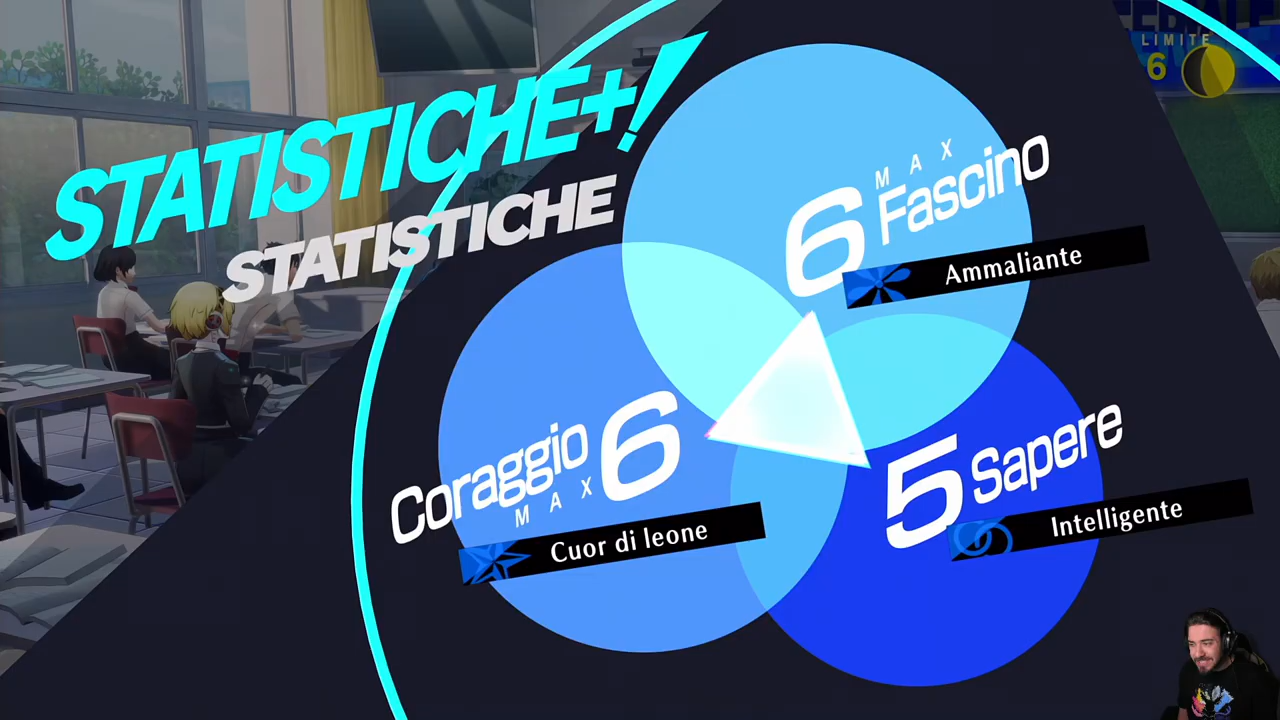 STATISTICHE+!
STATISTICHE
LIMITE
6
MAX
6 Fascino
Ammaliante
Coraggio 6
MAX
Cuor di leone
5 Sapere
Intelligente